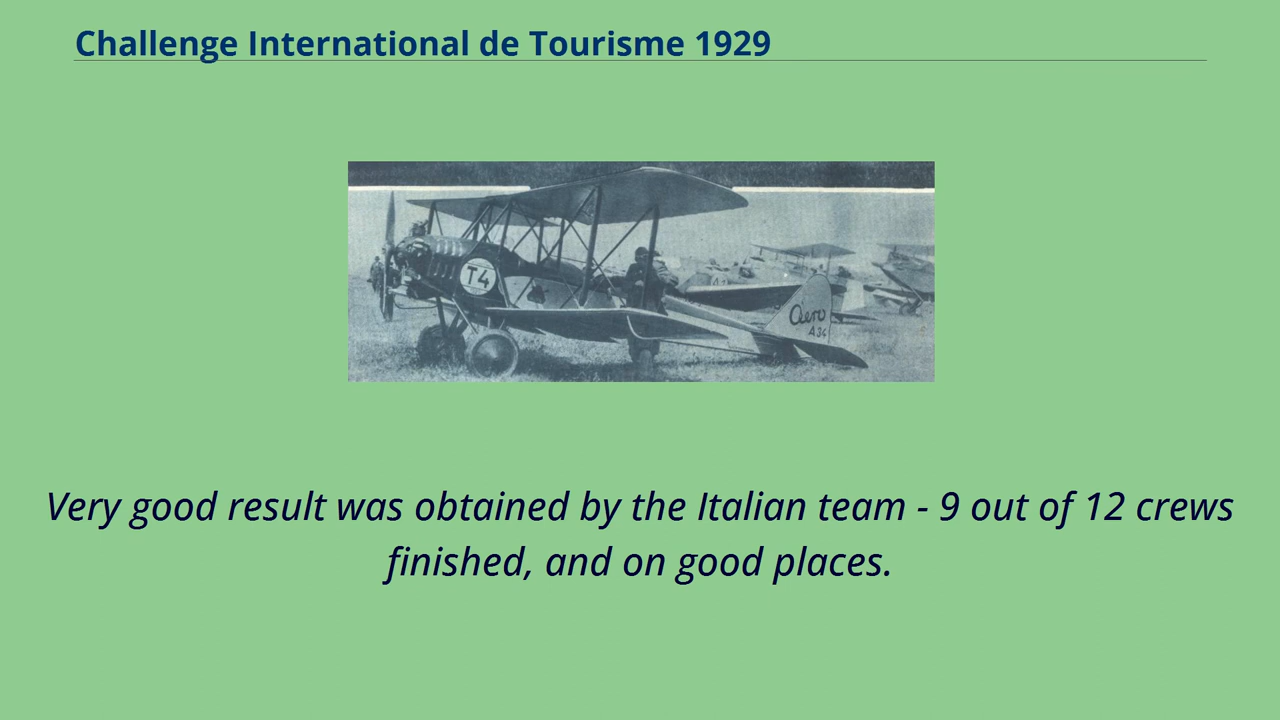 Challenge International de Tourisme 1929
T4
Aero
A34
Very good result was obtained by the Italian team - 9 out of 12 crews
finished, and on good places.